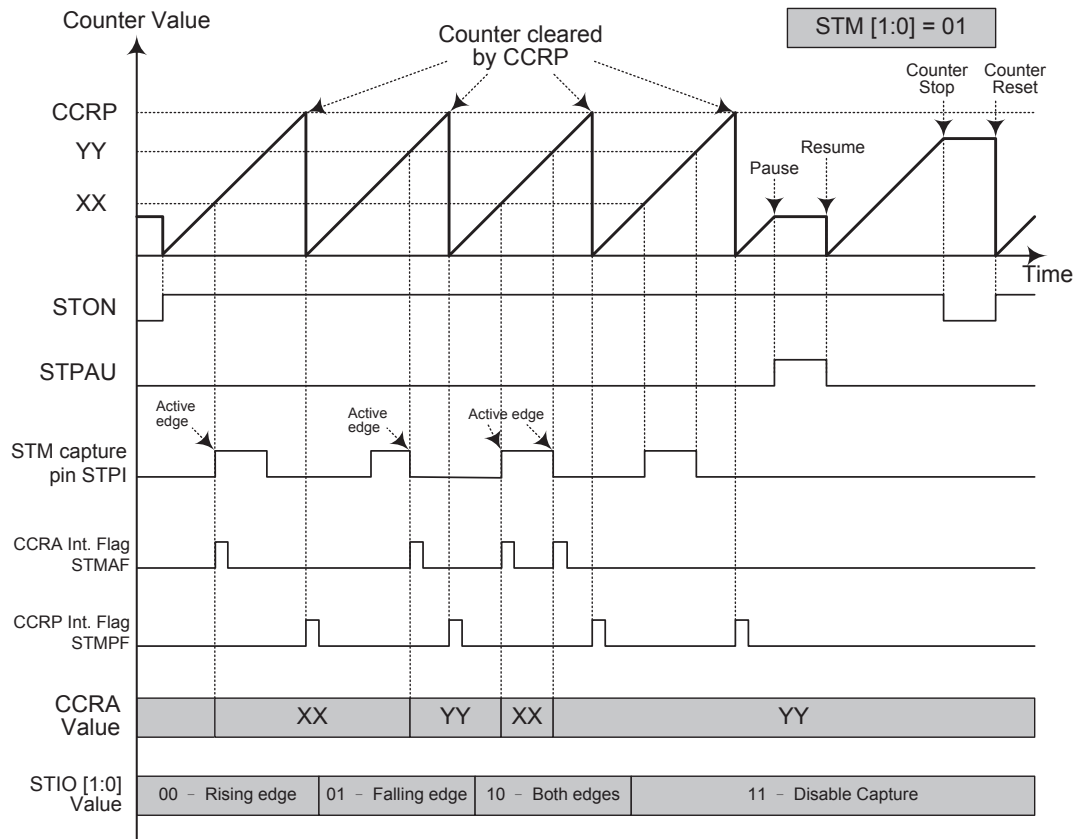 Counter Value
STM [1:0] = 01
Counter cleared
by CCRP
Counter
Stop
Counter
Reset
CCRP
YY
XX
Pause
Resume
Time
STON
STPAU
Active
edge
Active
edge
Active edge
STM capture
pin STPI
CCRA Int. Flag
STMAF
CCRP Int. Flag
STMPF
CCRA
Value
XX
YY
XX
YY
STIO [1:0]
Value
00 – Rising edge
01 – Falling edge
10 – Both edges
11 – Disable Capture